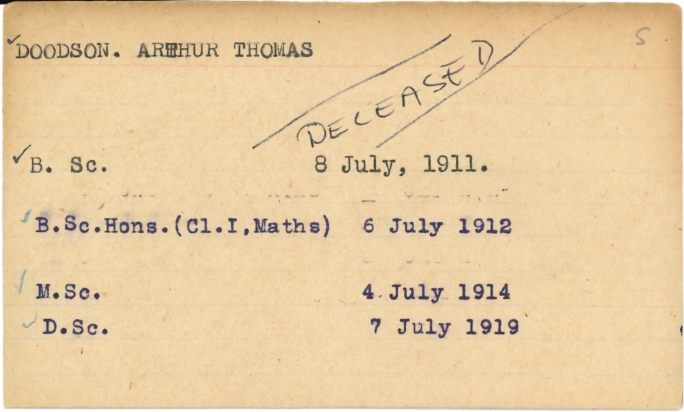 DOODSON. ARTHUR THOMAS
S
DECEASED
B. Sc. 8 July, 1911.
B.Sc.Hons.(Cl.I,Maths) 6 July 1912
M.Sc. 4 July 1914
D.Sc. 7 July 1919